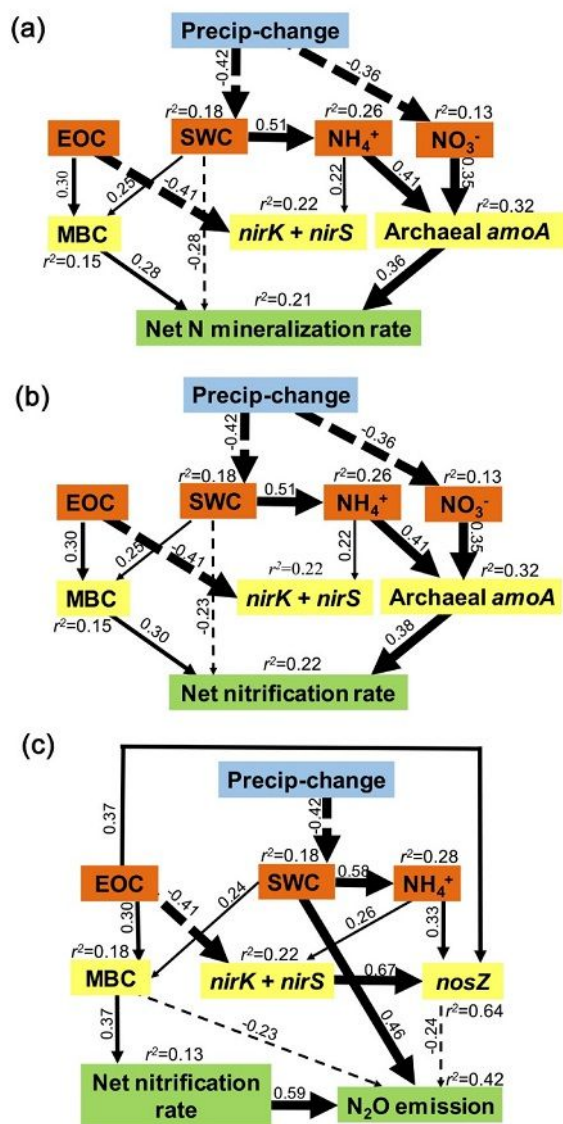 (a)
Precip-change
-0.42
-0.36
r²=0.18
r²=0.26
r²=0.13
EOC
SWC
0.51
NH₄⁺
NO₃⁻
0.30
0.25
-0.41
0.22
0.41
0.35
r²=0.22
r²=0.32
MBC
nirK + nirS
Archaeal amoA
r²=0.15
0.28
-0.28
0.36
r²=0.21
Net N mineralization rate
(b)
Precip-change
-0.42
-0.36
r²=0.18
r²=0.26
r²=0.13
EOC
SWC
0.51
NH₄⁺
NO₃⁻
0.30
0.25
-0.41
0.22
0.41
0.35
r²=0.22
r²=0.32
MBC
nirK + nirS
Archaeal amoA
r²=0.15
0.30
-0.23
0.38
r²=0.22
Net nitrification rate
(c)
Precip-change
0.37
-0.42
r²=0.18
r²=0.28
EOC
SWC
0.58
NH₄⁺
0.30
-0.41
0.24
0.26
0.33
r²=0.18
r²=0.22
MBC
nirK + nirS
0.67
nosZ
r²=0.64
0.37
-0.23
0.46
-0.24
r²=0.13
r²=0.42
Net nitrification
rate
0.59
N₂O emission